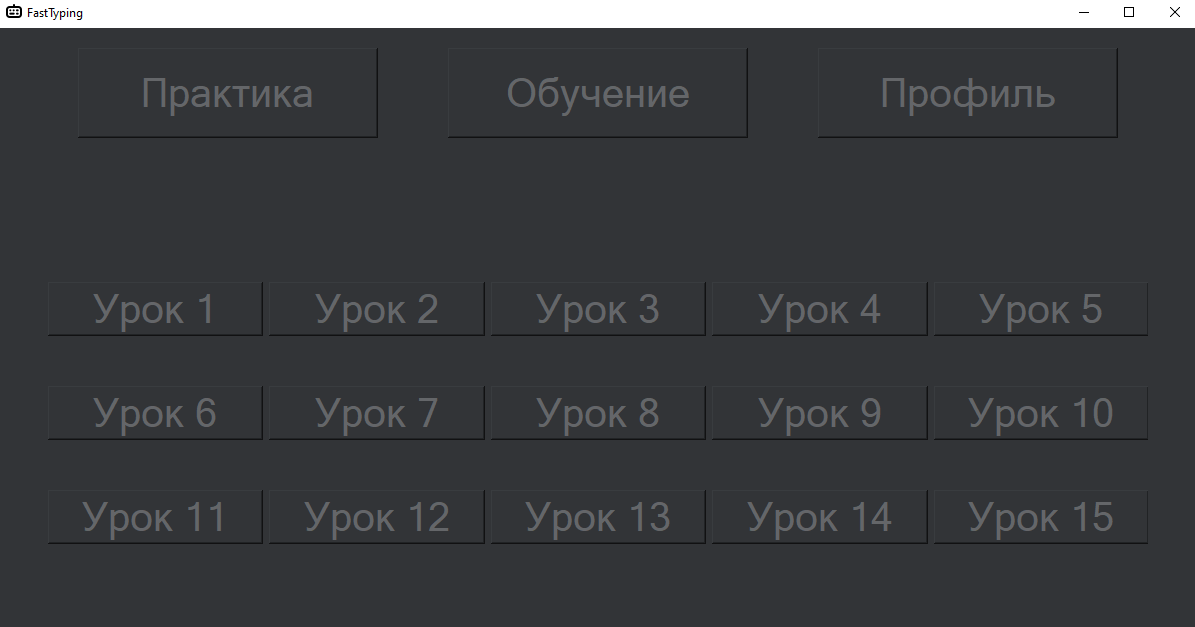 FastTyping
Практика Обучение Профиль
Урок 1 Урок 2 Урок 3 Урок 4 Урок 5
Урок 6 Урок 7 Урок 8 Урок 9 Урок 10
Урок 11 Урок 12 Урок 13 Урок 14 Урок 15